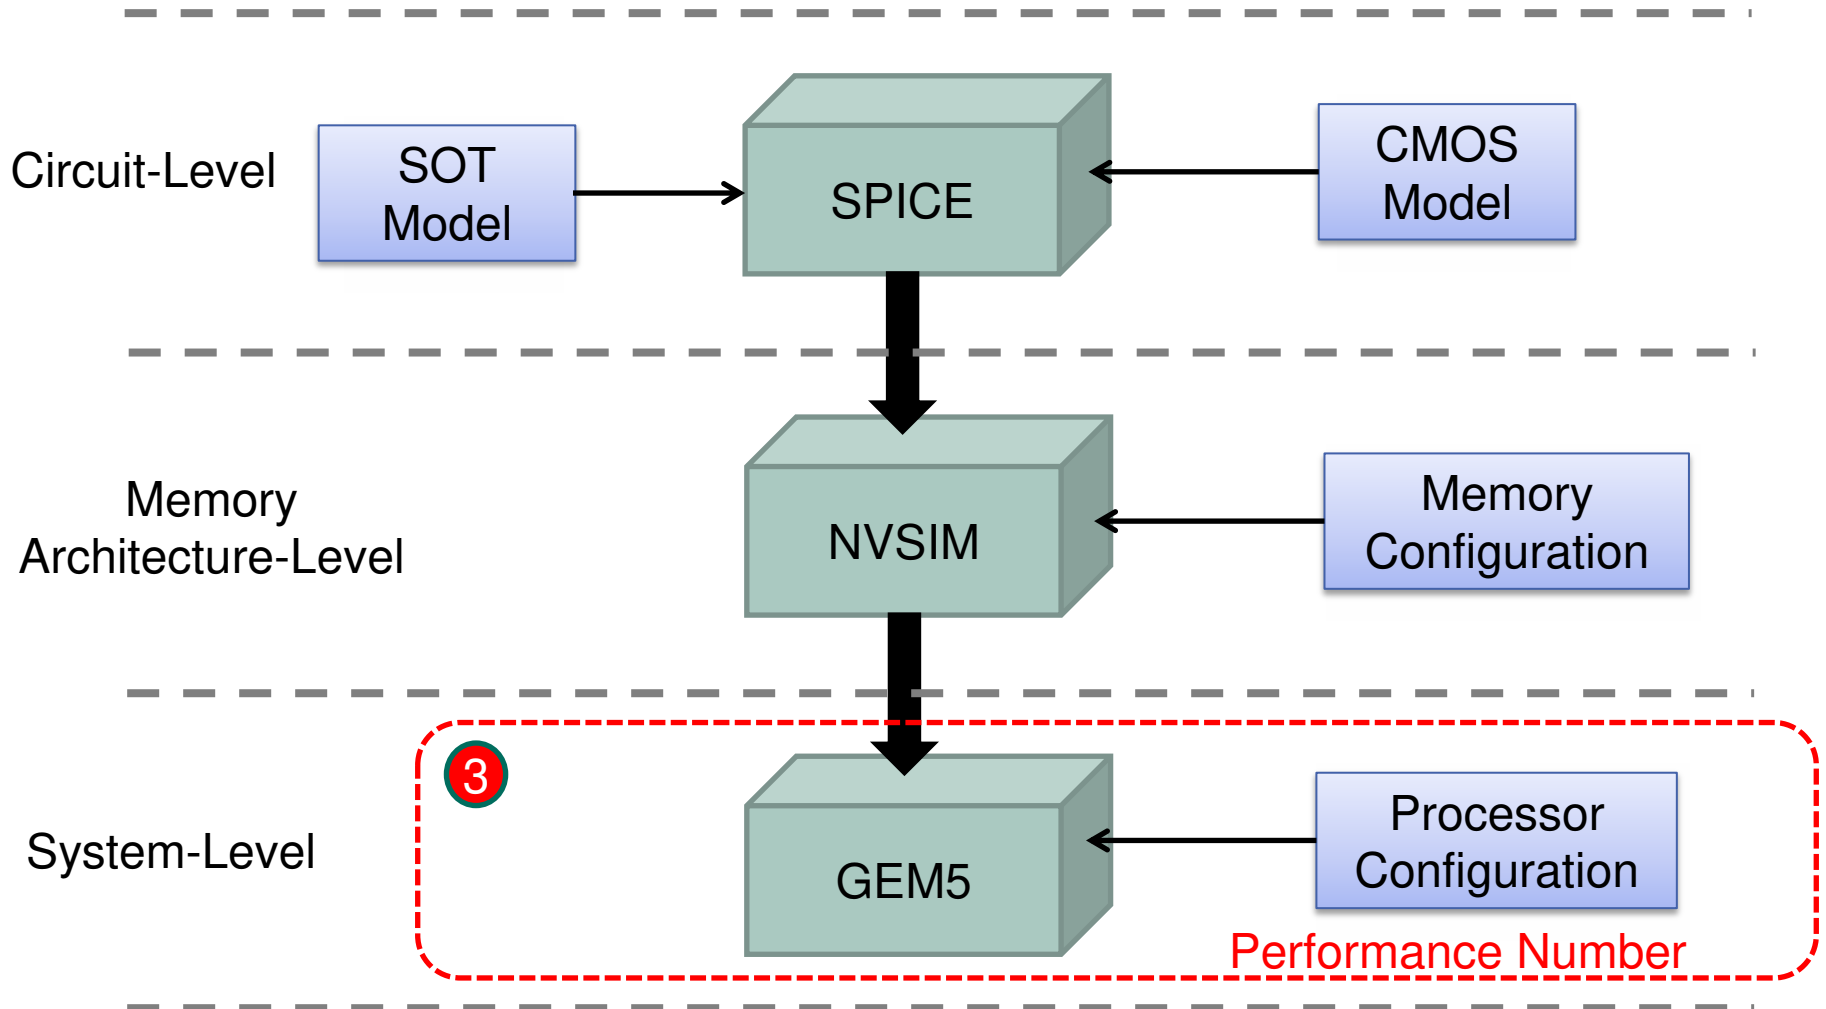 Circuit-Level
SOT
Model
SPICE
CMOS
Model
Memory
Architecture-Level
NVSIM
Memory
Configuration
System-Level
3
GEM5
Processor
Configuration
Performance Number